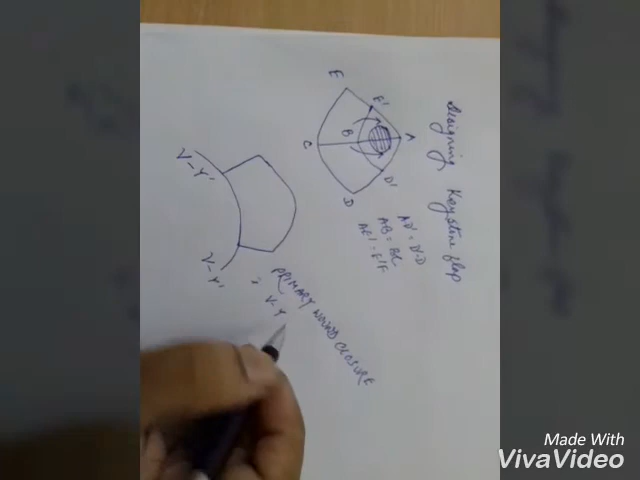 Designing Keystone flap
E
E'
A
B
C
D'
D
AD' = D'D
AB = BC
AE' = E'E
V-Y'
V-Y'
PRIMARY WOUND CLOSURE
: V-Y
Made With
VivaVideo